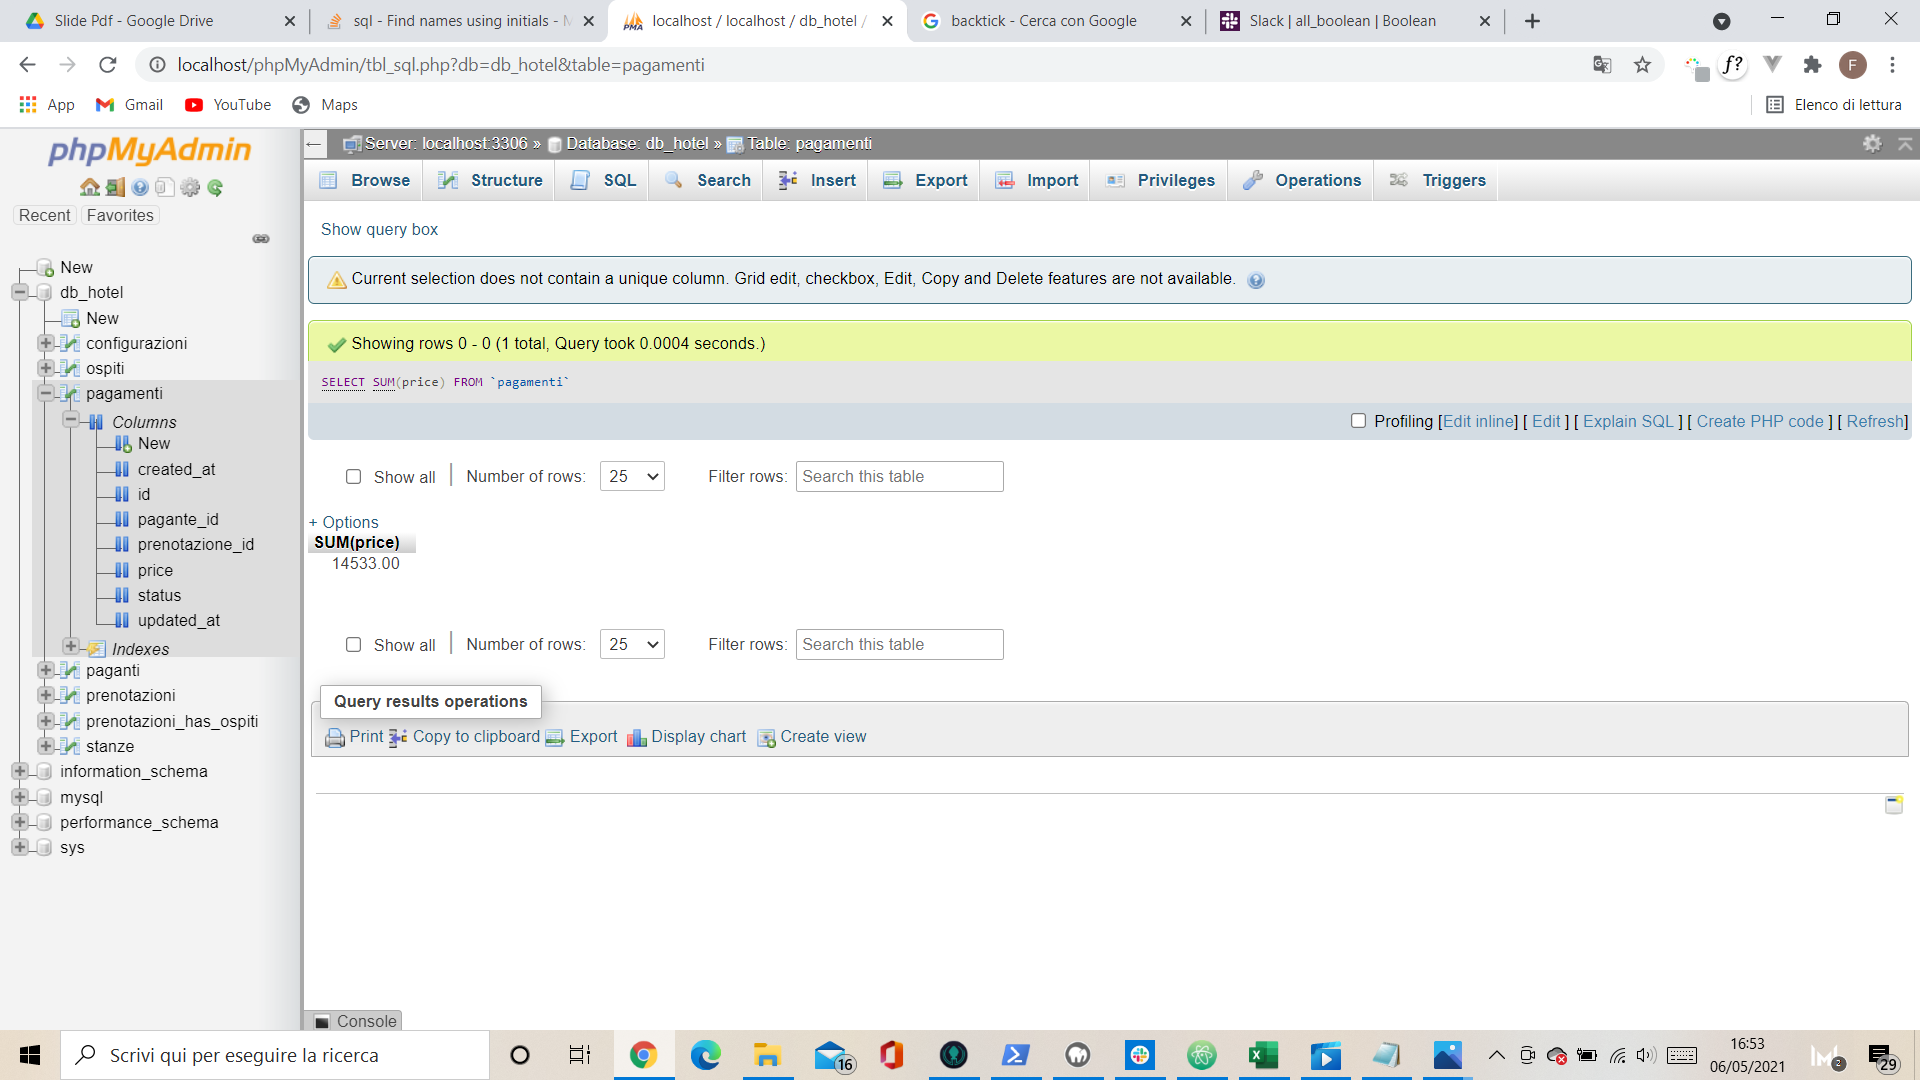 Slide Pdf - Google Drive
sql - Find names using initials -
localhost / localhost / db_hotel /
backtick - Cerca con Google
Slack | all_boolean | Boolean
localhost/phpMyAdmin/tbl_sql.php?db=db_hotel&table=pagamenti
f?
F
App
Gmail
YouTube
Maps
Elenco di lettura
phpMyAdmin
Recent
Favorites
New
db_hotel
New
configurazioni
ospiti
pagamenti
Columns
New
created_at
id
pagante_id
prenotazione_id
price
status
updated_at
Indexes
paganti
prenotazioni
prenotazioni_has_ospiti
stanze
information_schema
mysql
performance_schema
sys
Server: localhost:3306 » Database: db_hotel » Table: pagamenti
Browse
Structure
SQL
Search
Insert
Export
Import
Privileges
Operations
Triggers
Show query box
Current selection does not contain a unique column. Grid edit, checkbox, Edit, Copy and Delete features are not available.
Showing rows 0 - 0 (1 total, Query took 0.0004 seconds.)
SELECT SUM(price) FROM `pagamenti`
Profiling [Edit inline] [ Edit ] [ Explain SQL ] [ Create PHP code ] [ Refresh]
Show all | Number of rows: 25 Filter rows: Search this table
+ Options
SUM(price)
14533.00
Show all | Number of rows: 25 Filter rows: Search this table
Query results operations
Print Copy to clipboard Export Display chart Create view
Console
Scrivi qui per eseguire la ricerca
16
16:53
06/05/2021
2
29